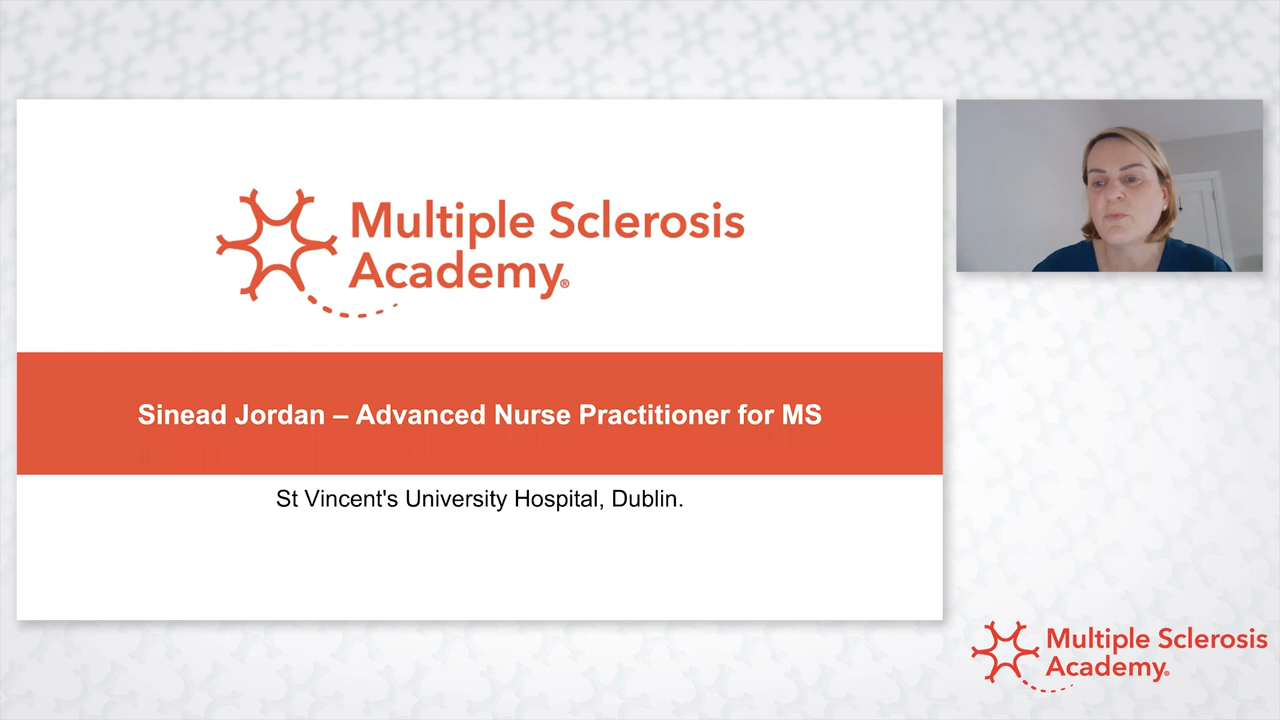 Multiple Sclerosis
Academy®
Sinead Jordan – Advanced Nurse Practitioner for MS
St Vincent's University Hospital, Dublin.
Multiple Sclerosis
Academy®